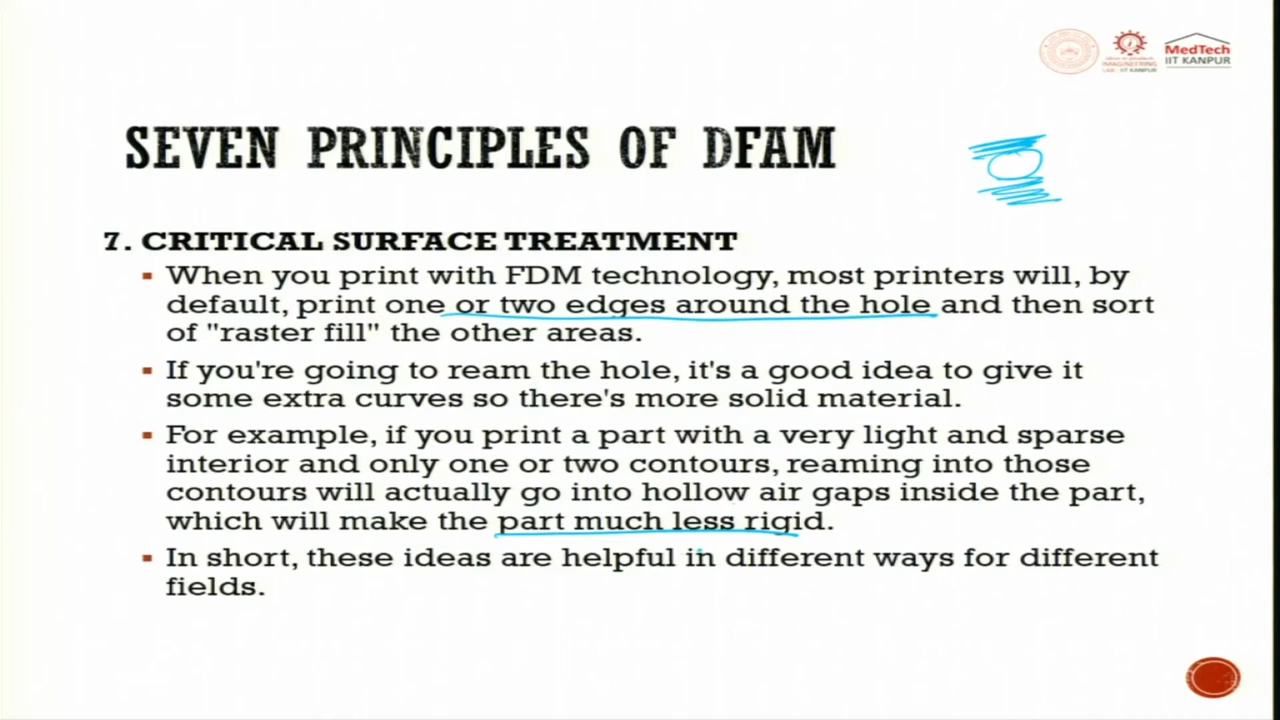 MedTech
IIT KANPUR
SEVEN PRINCIPLES OF DFAM
7. CRITICAL SURFACE TREATMENT
▪ When you print with FDM technology, most printers will, by
default, print one or two edges around the hole and then sort
of "raster fill" the other areas.
▪ If you're going to ream the hole, it's a good idea to give it
some extra curves so there's more solid material.
▪ For example, if you print a part with a very light and sparse
interior and only one or two contours, reaming into those
contours will actually go into hollow air gaps inside the part,
which will make the part much less rigid.
▪ In short, these ideas are helpful in different ways for different
fields.